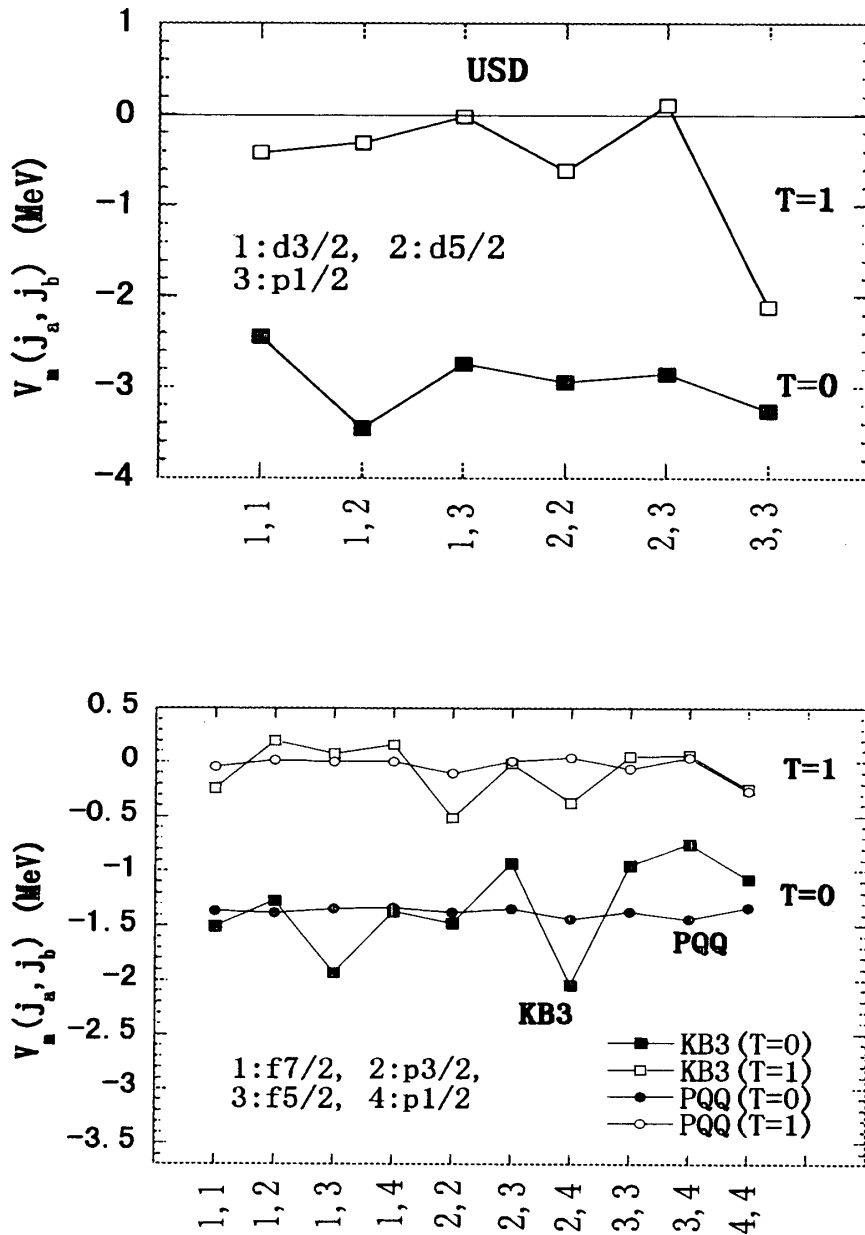 1
0
-1
-2
-3
-4
V_m(j_a, j_b) (MeV)
USD
T=1
1:d3/2, 2:d5/2
3:p1/2
T=0
1,1
1,2
1,3
2,2
2,3
3,3
0.5
0
-0.5
-1
-1.5
-2
-2.5
-3
-3.5
V_m(j_a, j_b) (MeV)
T=1
T=0
PQQ
KB3
1:f7/2, 2:p3/2,
3:f5/2, 4:p1/2
KB3(T=0)
KB3(T=1)
PQQ(T=0)
PQQ(T=1)
1,1
1,2
1,3
1,4
2,2
2,3
2,4
3,3
3,4
4,4